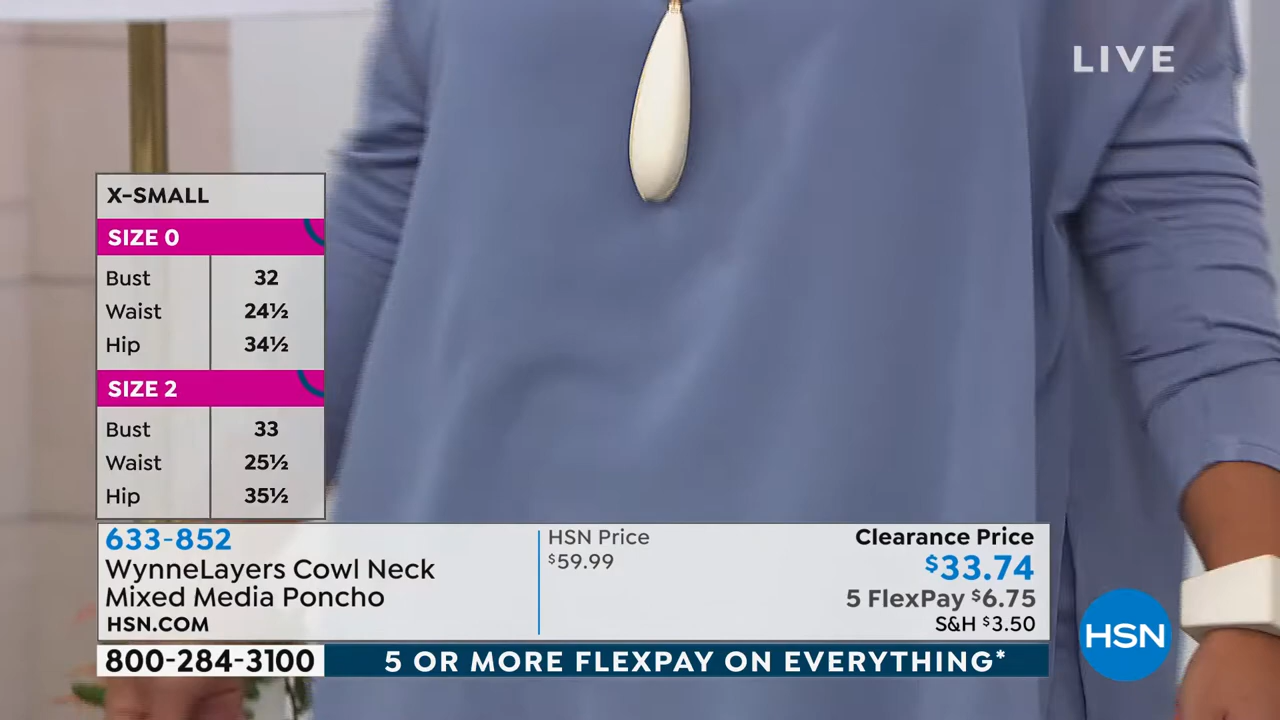 LIVE
X-SMALL
SIZE 0
Bust 32
Waist 24½
Hip 34½
SIZE 2
Bust 33
Waist 25½
Hip 35½
633-852
WynneLayers Cowl Neck
Mixed Media Poncho
HSN.COM
HSN Price
$59.99
Clearance Price
$33.74
5 FlexPay $6.75
S&H $3.50
HSN
800-284-3100
5 OR MORE FLEXPAY ON EVERYTHING*